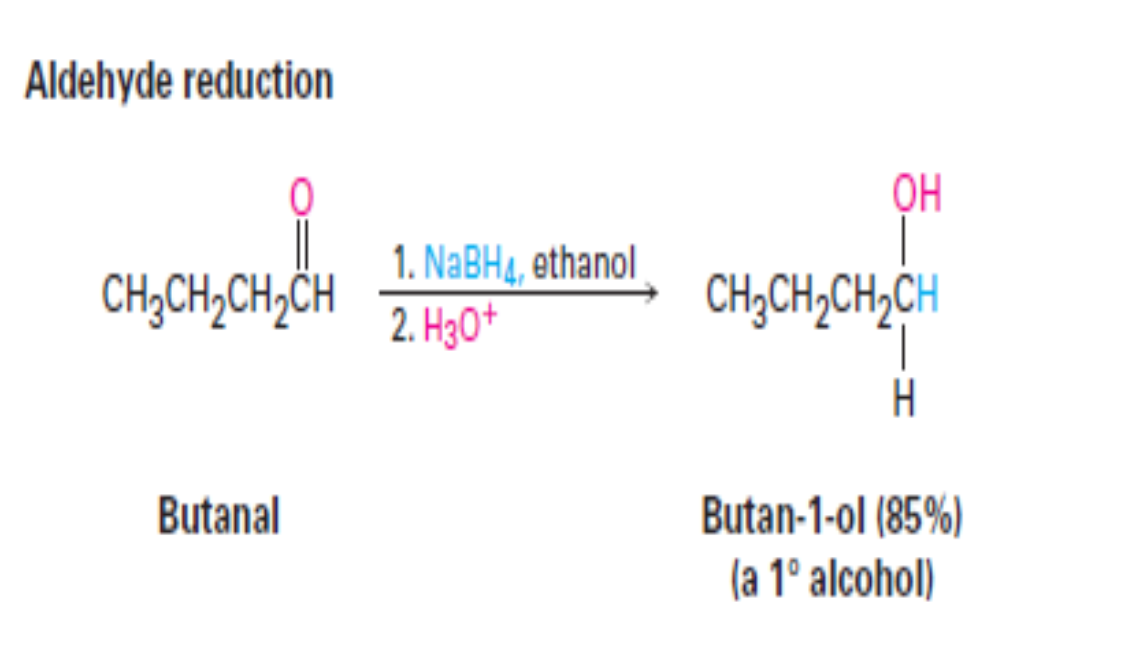 Aldehyde reduction
O
CH₃CH₂CH₂CH
1. NaBH₄, ethanol
2. H₃O⁺
OH
CH₃CH₂CH₂CH
H
Butanal
Butan-1-ol (85%)
(a 1° alcohol)